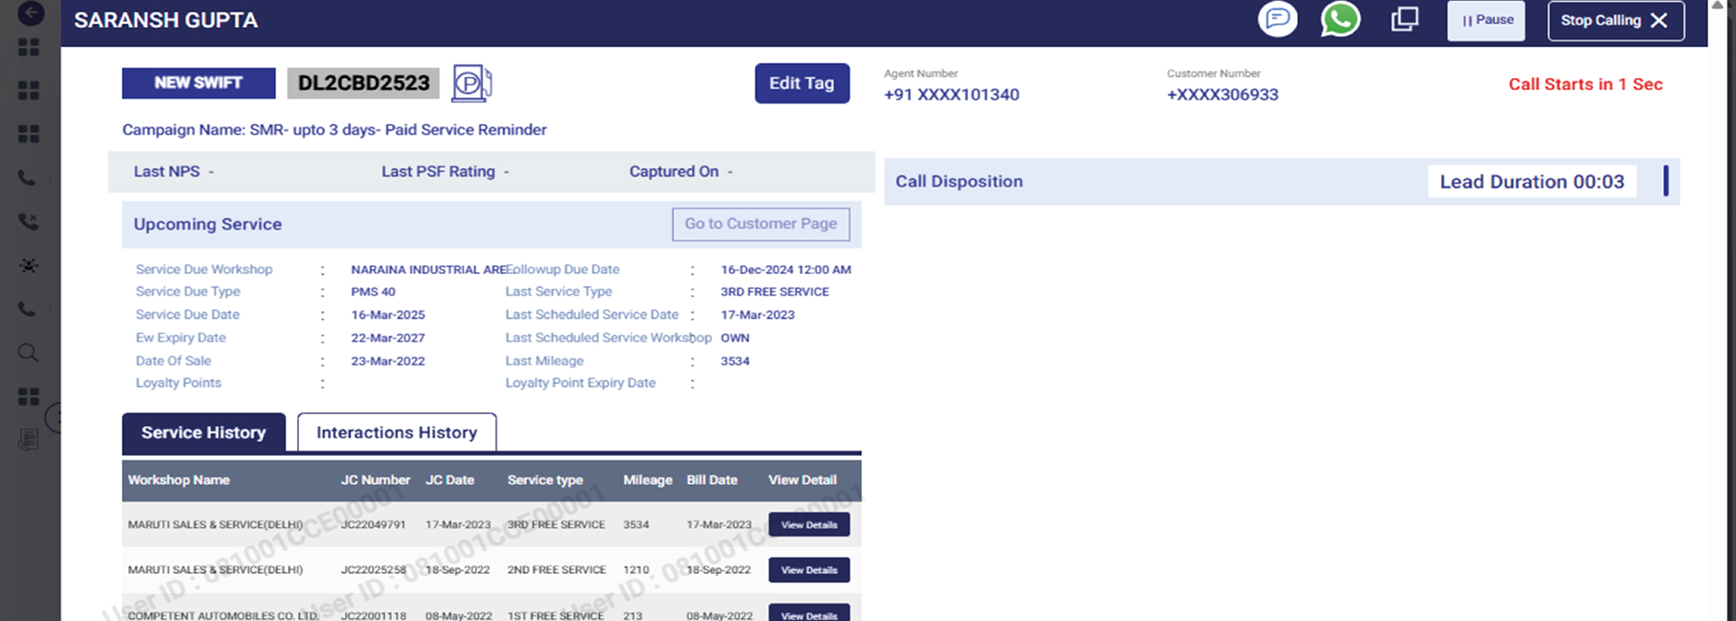 SARANSH GUPTA
Pause
Stop Calling
NEW SWIFT
DL2CBD2523
P
Edit Tag
Agent Number
+91 XXXX101340
Customer Number
+XXXX306933
Call Starts in 1 Sec
Campaign Name: SMR- upto 3 days- Paid Service Reminder
Last NPS -
Last PSF Rating -
Captured On -
Call Disposition
Lead Duration 00:03
Upcoming Service
Go to Customer Page
Service Due Workshop : NARAINA INDUSTRIAL ARE Followup Due Date : 16-Dec-2024 12:00 AM
Service Due Type : PMS 40 Last Service Type : 3RD FREE SERVICE
Service Due Date : 16-Mar-2025 Last Scheduled Service Date : 17-Mar-2023
Ew Expiry Date : 22-Mar-2027 Last Scheduled Service Workshop : OWN
Date Of Sale : 23-Mar-2022 Last Mileage : 3534
Loyalty Points : Loyalty Point Expiry Date :
Service History
Interactions History
Workshop Name JC Number JC Date Service type Mileage Bill Date View Detail
MARUTI SALES & SERVICE(DELHI) JC22049791 17-Mar-2023 3RD FREE SERVICE 3534 17-Mar-2023 View Details
MARUTI SALES & SERVICE(DELHI) JC22025258 18-Sep-2022 2ND FREE SERVICE 1210 18-Sep-2022 View Details
COMPETENT AUTOMOBILES CO. LTD. JC22001118 08-May-2022 1ST FREE SERVICE 213 08-May-2022 View Details
User ID : 081001CCE00001
User ID : 081001CCE00001
User ID : 081001CCE00001